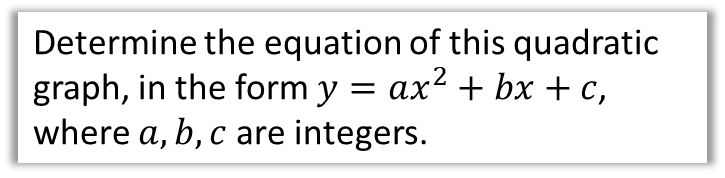 Determine the equation of this quadratic
graph, in the form y = ax² + bx + c,
where a, b, c are integers.